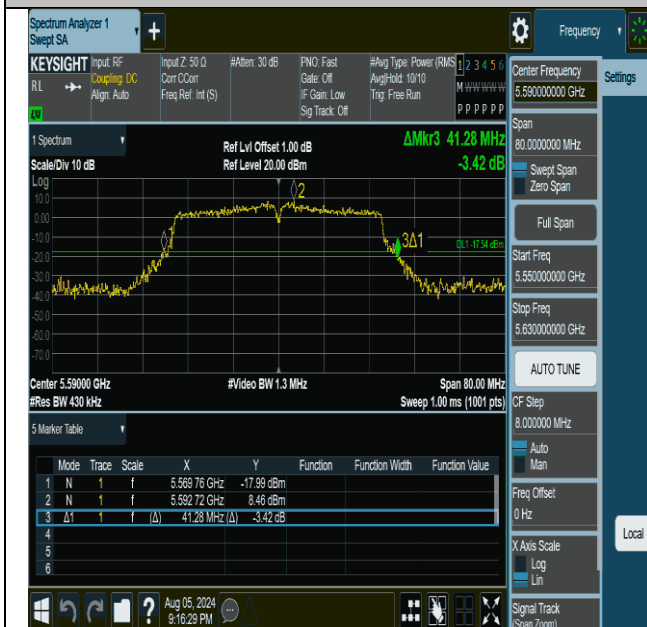 Spectrum Analyzer 1
Swept SA
+
Frequency
KEYSIGHT
RL
Input: RF
Coupling: DC
Align: Auto
Input Z: 50 Ω
Corr CCorr
Freq Ref: Int (S)
#Atten: 30 dB
PNO: Fast
Gate: Off
IF Gain: Low
Sig Track: Off
#Avg Type: Power (RMS)
Avg|Hold: 10/10
Trig: Free Run
1 2 3 4 5 6
M W W W W W
P P P P P P
1 Spectrum
Scale/Div 10 dB
Ref Lvl Offset 1.00 dB
Ref Level 20.00 dBm
ΔMkr3 41.28 MHz
-3.42 dB
Log
10.0
0.00
-10.0
-20.0
-30.0
-40.0
-50.0
-60.0
-70.0
1
2
3Δ1
DL1 -17.54 dBm
Center 5.59000 GHz
#Res BW 430 kHz
#Video BW 1.3 MHz
Span 80.00 MHz
Sweep 1.00 ms (1001 pts)
5 Marker Table
Mode Trace Scale X Y Function Function Width Function Value
1 N 1 f 5.569 76 GHz -17.99 dBm
2 N 1 f 5.592 72 GHz 8.46 dBm
3 Δ1 1 f (Δ) 41.28 MHz (Δ) -3.42 dB
4
5
6
?
Aug 05, 2024
9:16:29 PM
Center Frequency
5.590000000 GHz
Span
80.0000000 MHz
Swept Span
Zero Span
Full Span
Start Freq
5.550000000 GHz
Stop Freq
5.630000000 GHz
AUTO TUNE
CF Step
8.000000 MHz
Auto
Man
Freq Offset
0 Hz
X Axis Scale
Log
Lin
Signal Track
(Span Zoom)
Settings
Local